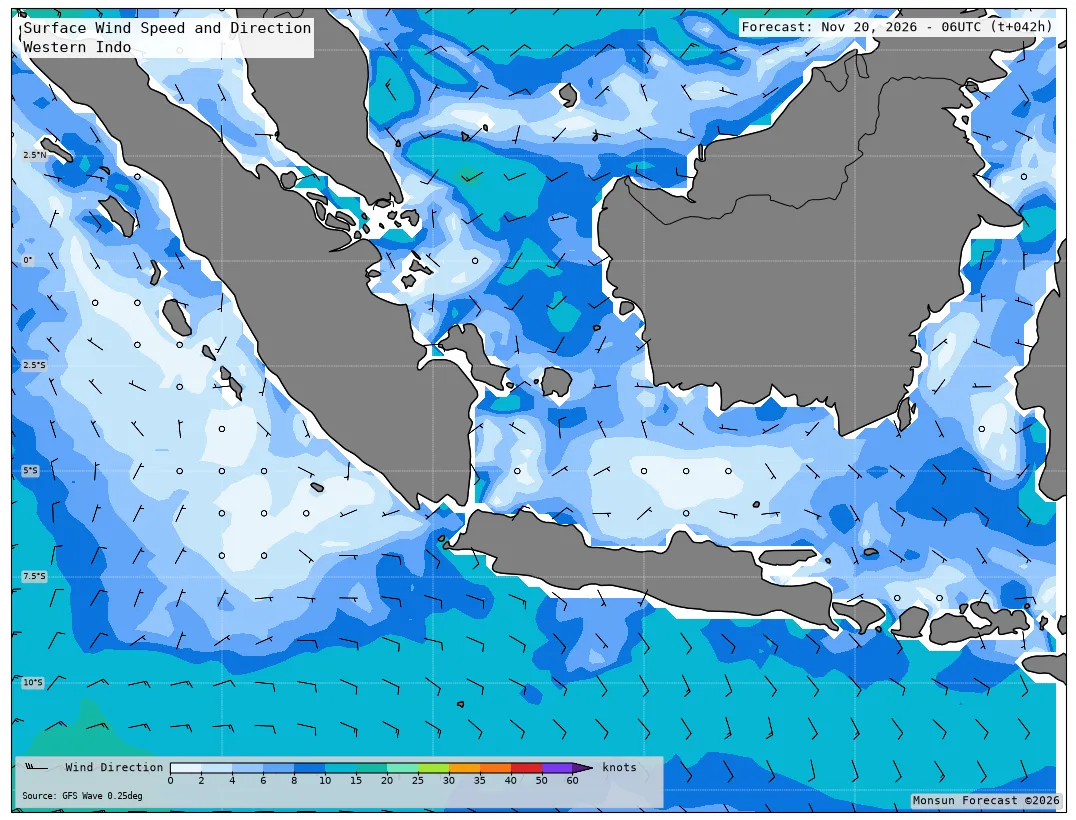 Surface Wind Speed and Direction
Western Indo
Forecast: Nov 20, 2026 - 06UTC (t+042h)
2.5°N
0°
2.5°S
5°S
7.5°S
10°S
Wind Direction
0 2 4 6 8 10 15 20 25 30 35 40 50 60
knots
Source: GFS Wave 0.25deg
Monsun Forecast ©2026